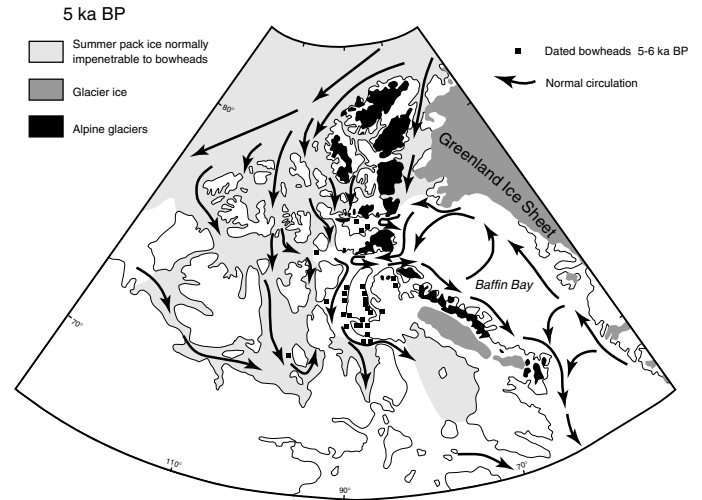 5 ka BP
Summer pack ice normally
impenetrable to bowheads
Glacier ice
Alpine glaciers
Dated bowheads 5-6 ka BP
Normal circulation
80°
Greenland Ice Sheet
Baffin Bay
70°
110°
90°
70°